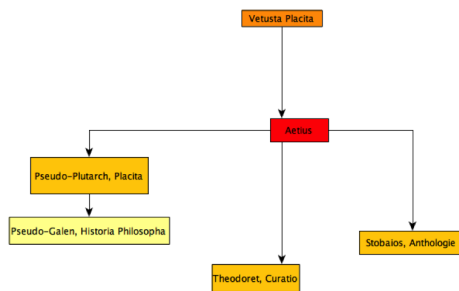 Vetusta Placita
Aetius
Pseudo-Plutarch, Placita
Pseudo-Galen, Historia Philosopha
Stobaios, Anthologie
Theodoret, Curatio